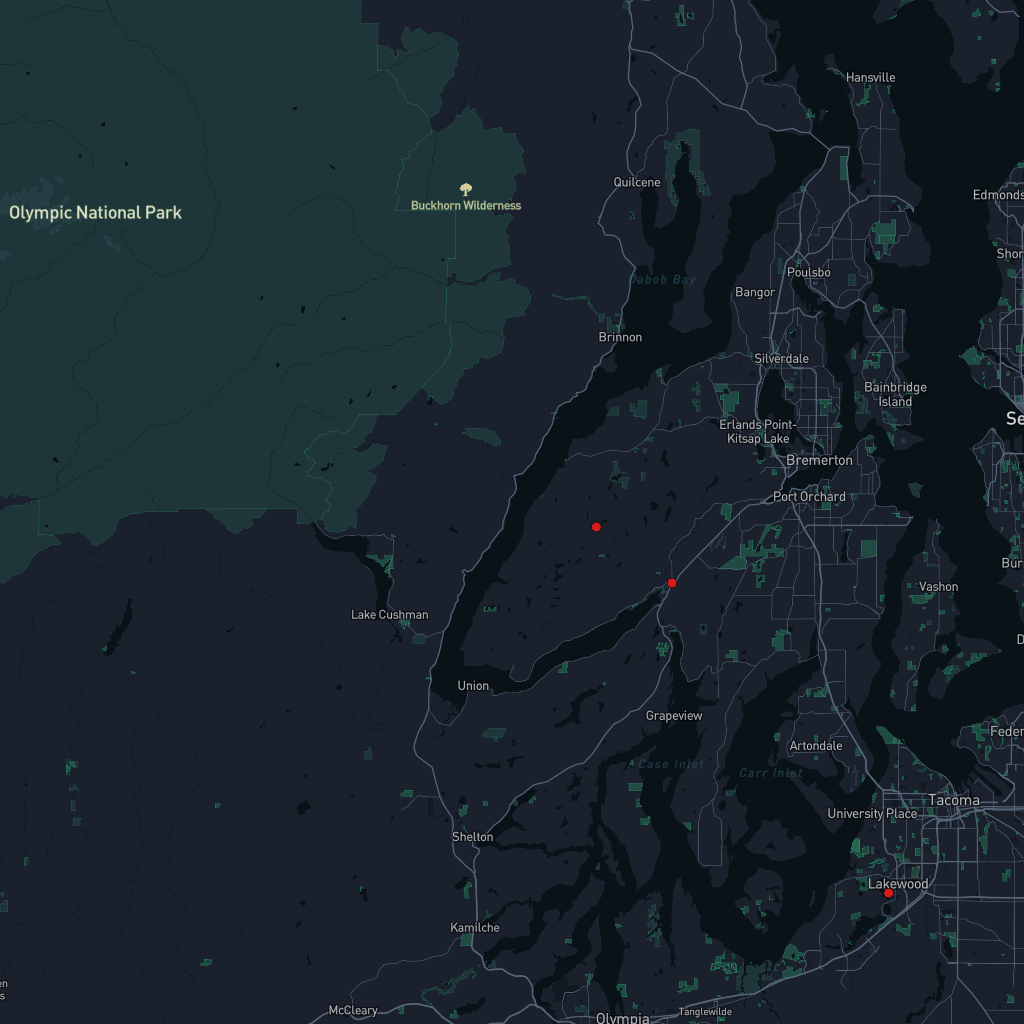 Hansville
Quilcene
Edmonds
Olympic National Park
Buckhorn Wilderness
Shor
Poulsbo
Dabob Bay
Bangor
Brinnon
Silverdale
Bainbridge
Island
Se
Erlands Point-
Kitsap Lake
Bremerton
Port Orchard
Bur
Vashon
Lake Cushman
D
Union
Grapeview
Feder
Artondale
Case Inlet
Carr Inlet
Tacoma
University Place
Shelton
Lakewood
Kamilche
en
s
McCleary
Tanglewilde
Olympia